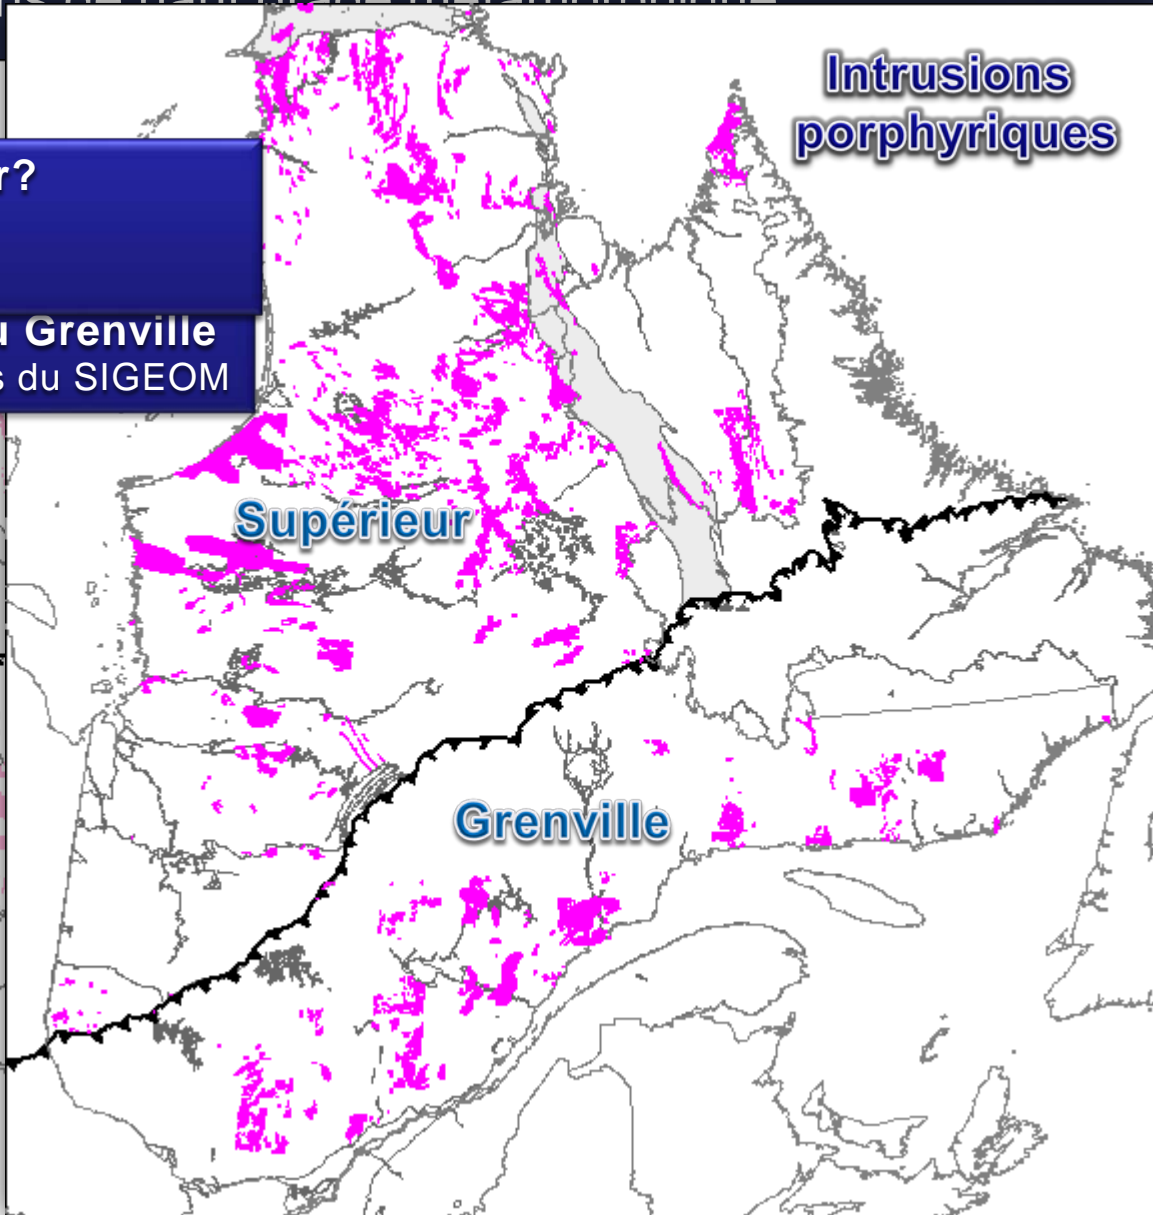 Intrusions
porphyriques
r?
u Grenville
s du SIGEOM
Supérieur
Grenville